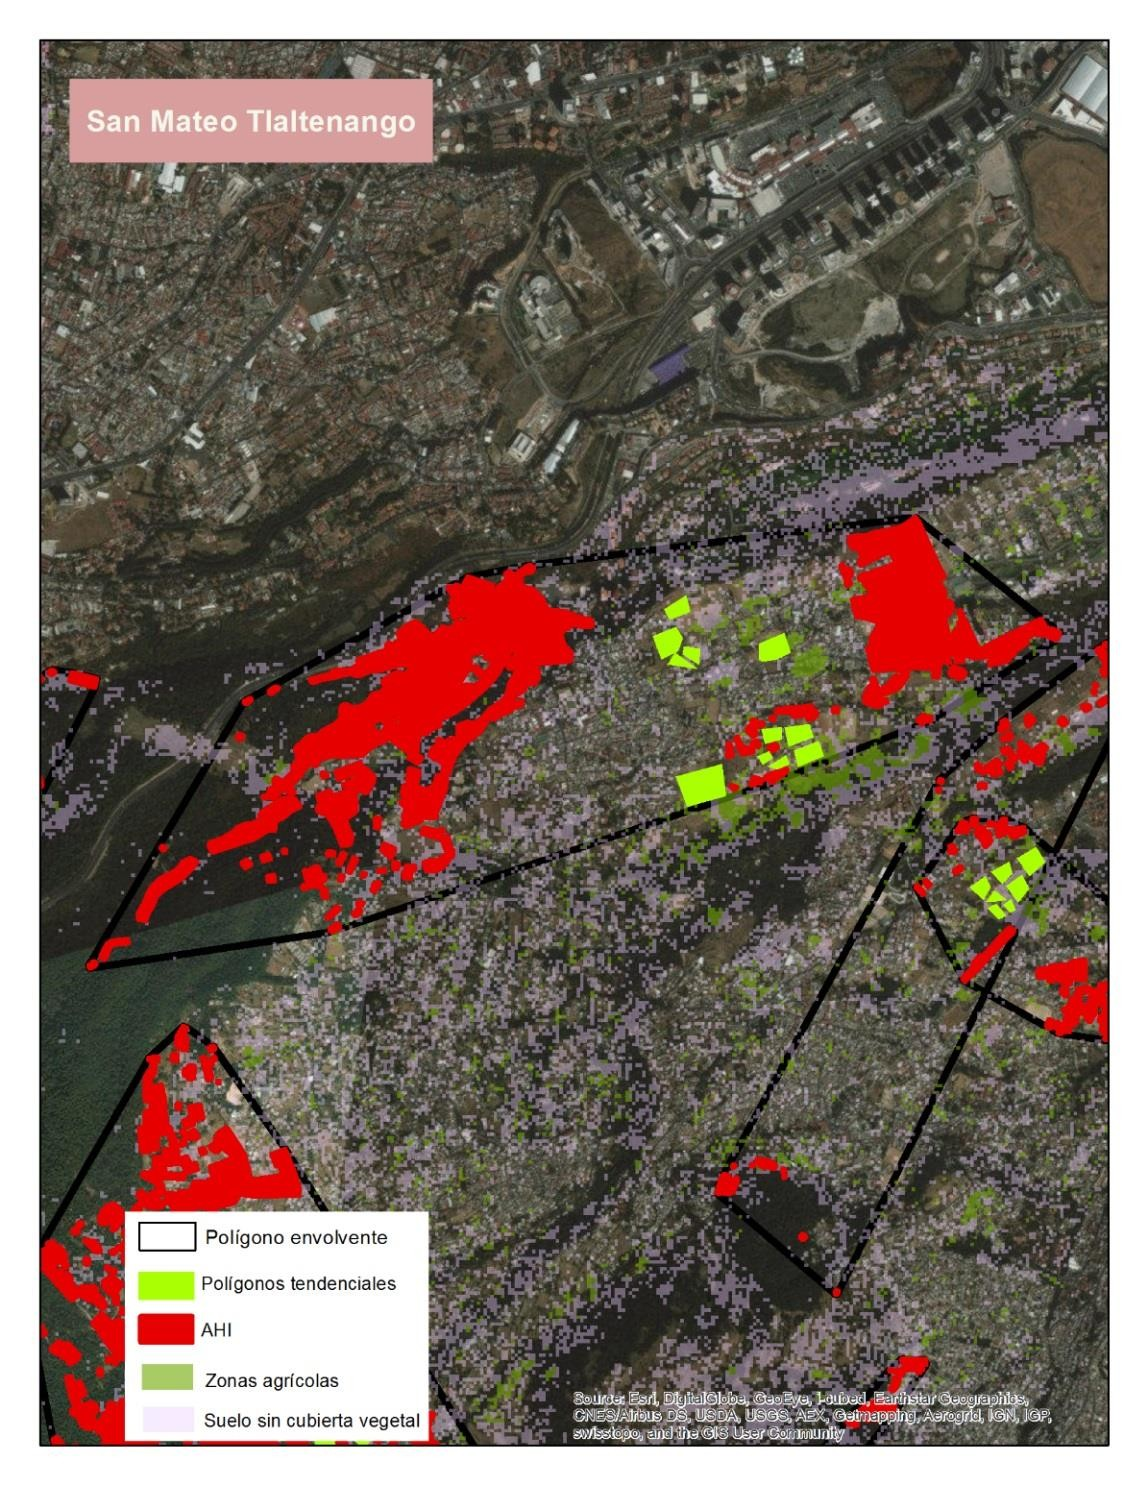 San Mateo Tlaltenango
Polígono envolvente
Polígonos tendenciales
AHI
Zonas agrícolas
Suelo sin cubierta vegetal
Source: Esri, DigitalGlobe, GeoEye, i-cubed, Earthstar Geographics,
CNES/Airbus DS, USDA, USGS, AEX, Getmapping, Aerogrid, IGN, IGP,
swisstopo, and the GIS User Community